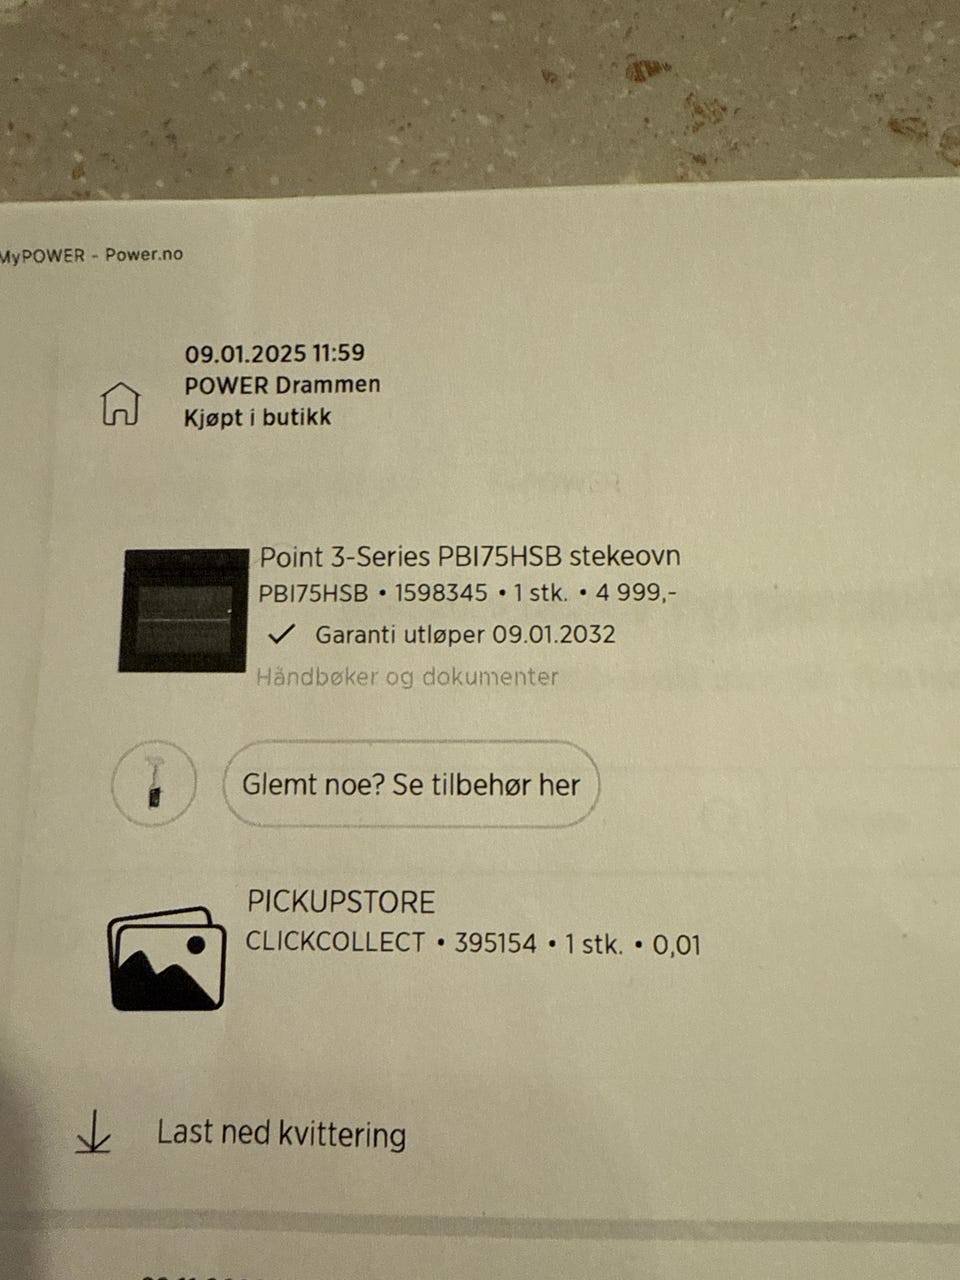 MyPOWER - Power.no
09.01.2025 11:59
POWER Drammen
Kjøpt i butikk
Point 3-Series PBI75HSB stekeovn
PBI75HSB • 1598345 • 1 stk. • 4 999,-
Garanti utløper 09.01.2032
Håndbøker og dokumenter
Glemt noe? Se tilbehør her
PICKUPSTORE
CLICKCOLLECT • 395154 • 1 stk. • 0,01
Last ned kvittering